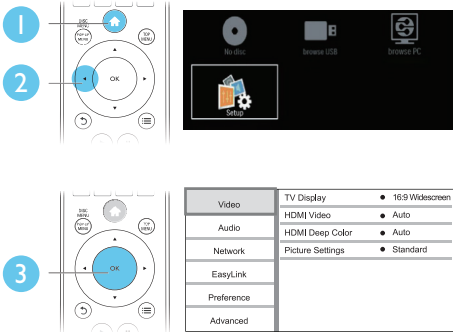 1
DISC
MENU
POP-UP
MENU
TOP
MENU
2
OK
No disc
browse USB
browse PC
Setup
DISC
MENU
POP-UP
MENU
TOP
MENU
3
OK
Video
Audio
Network
EasyLink
Preference
Advanced
TV Display 16:9 Widescreen
HDMI Video Auto
HDMI Deep Color Auto
Picture Settings Standard